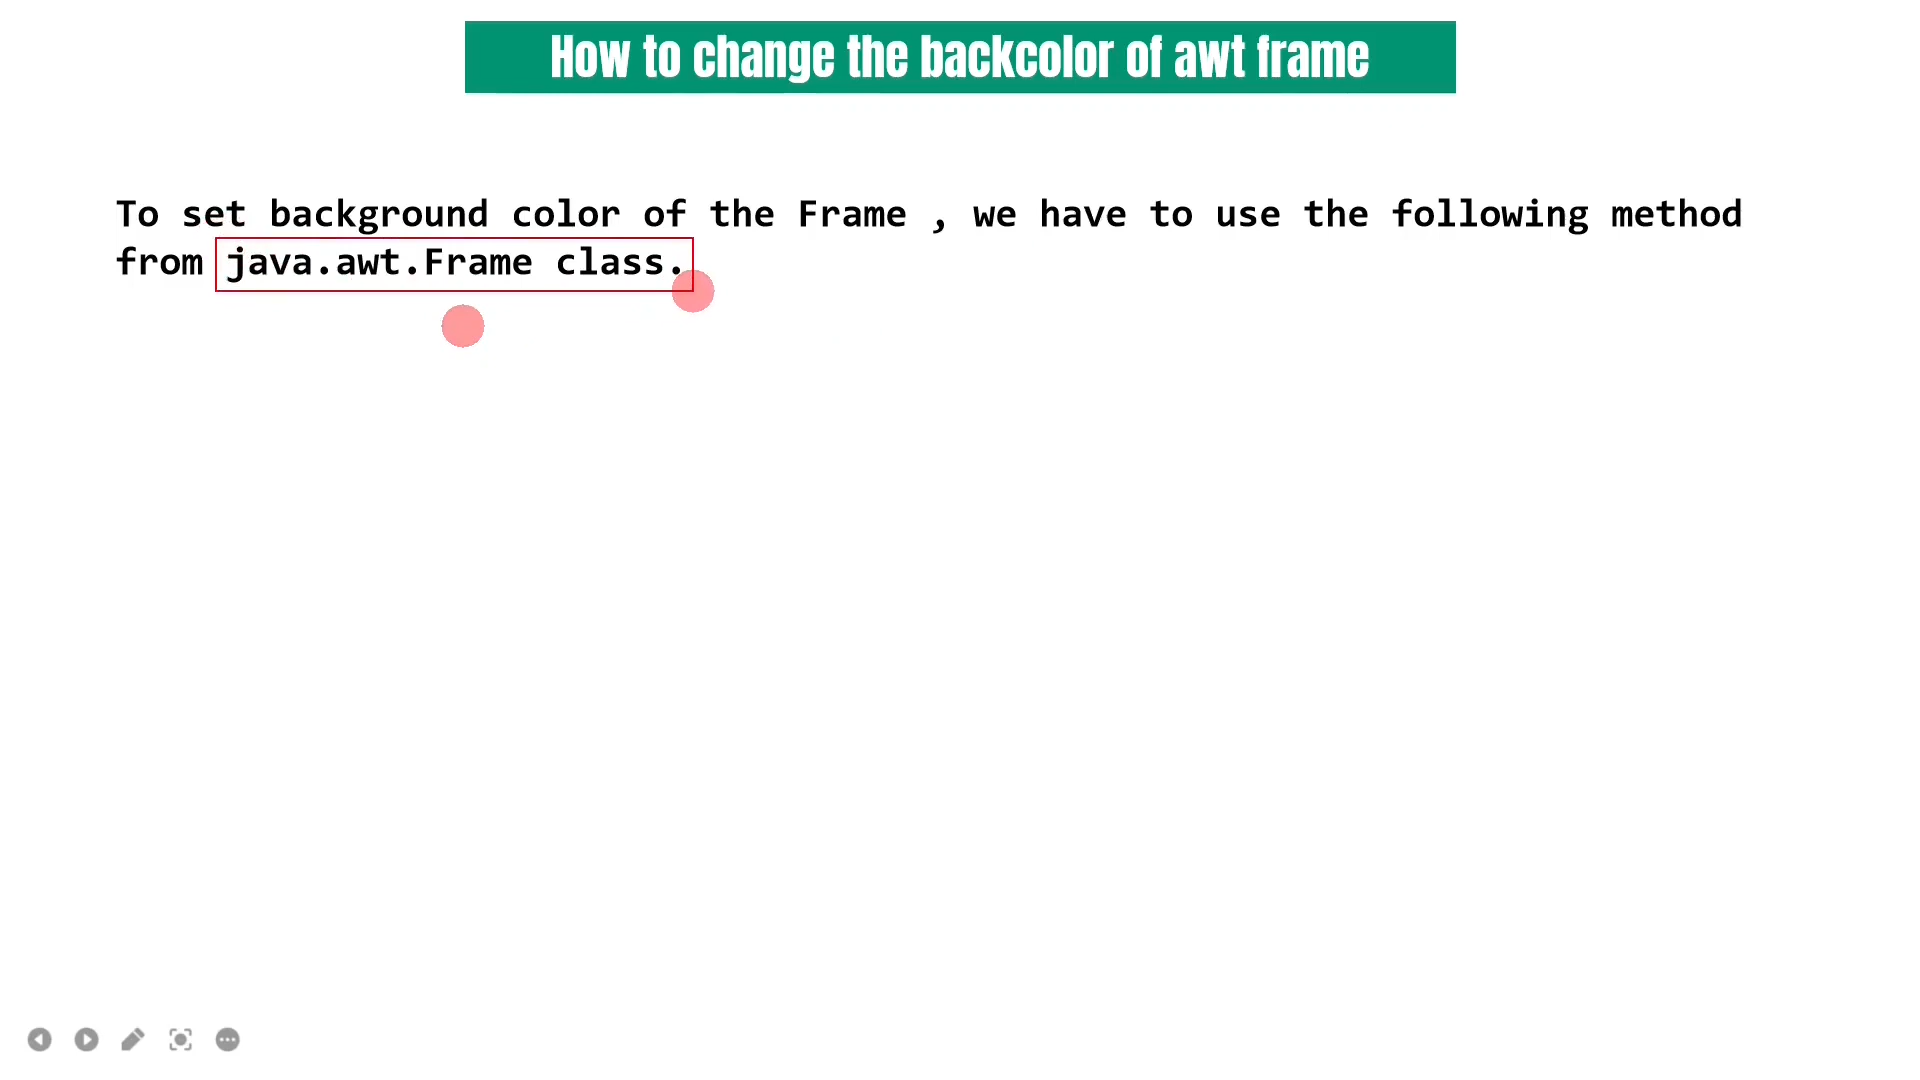 How to change the backcolor of awt frame
To set background color of the Frame , we have to use the following method
from java.awt.Frame class.